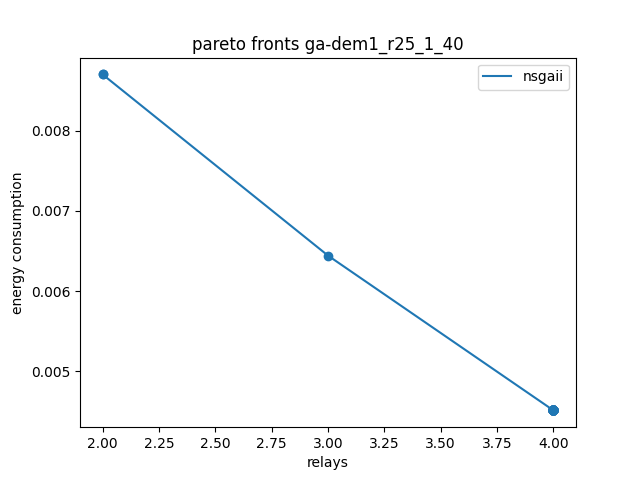 pareto fronts ga-dem1_r25_1_40
nsgaii
0.008
0.007
0.006
0.005
energy consumption
2.00 2.25 2.50 2.75 3.00 3.25 3.50 3.75 4.00
relays